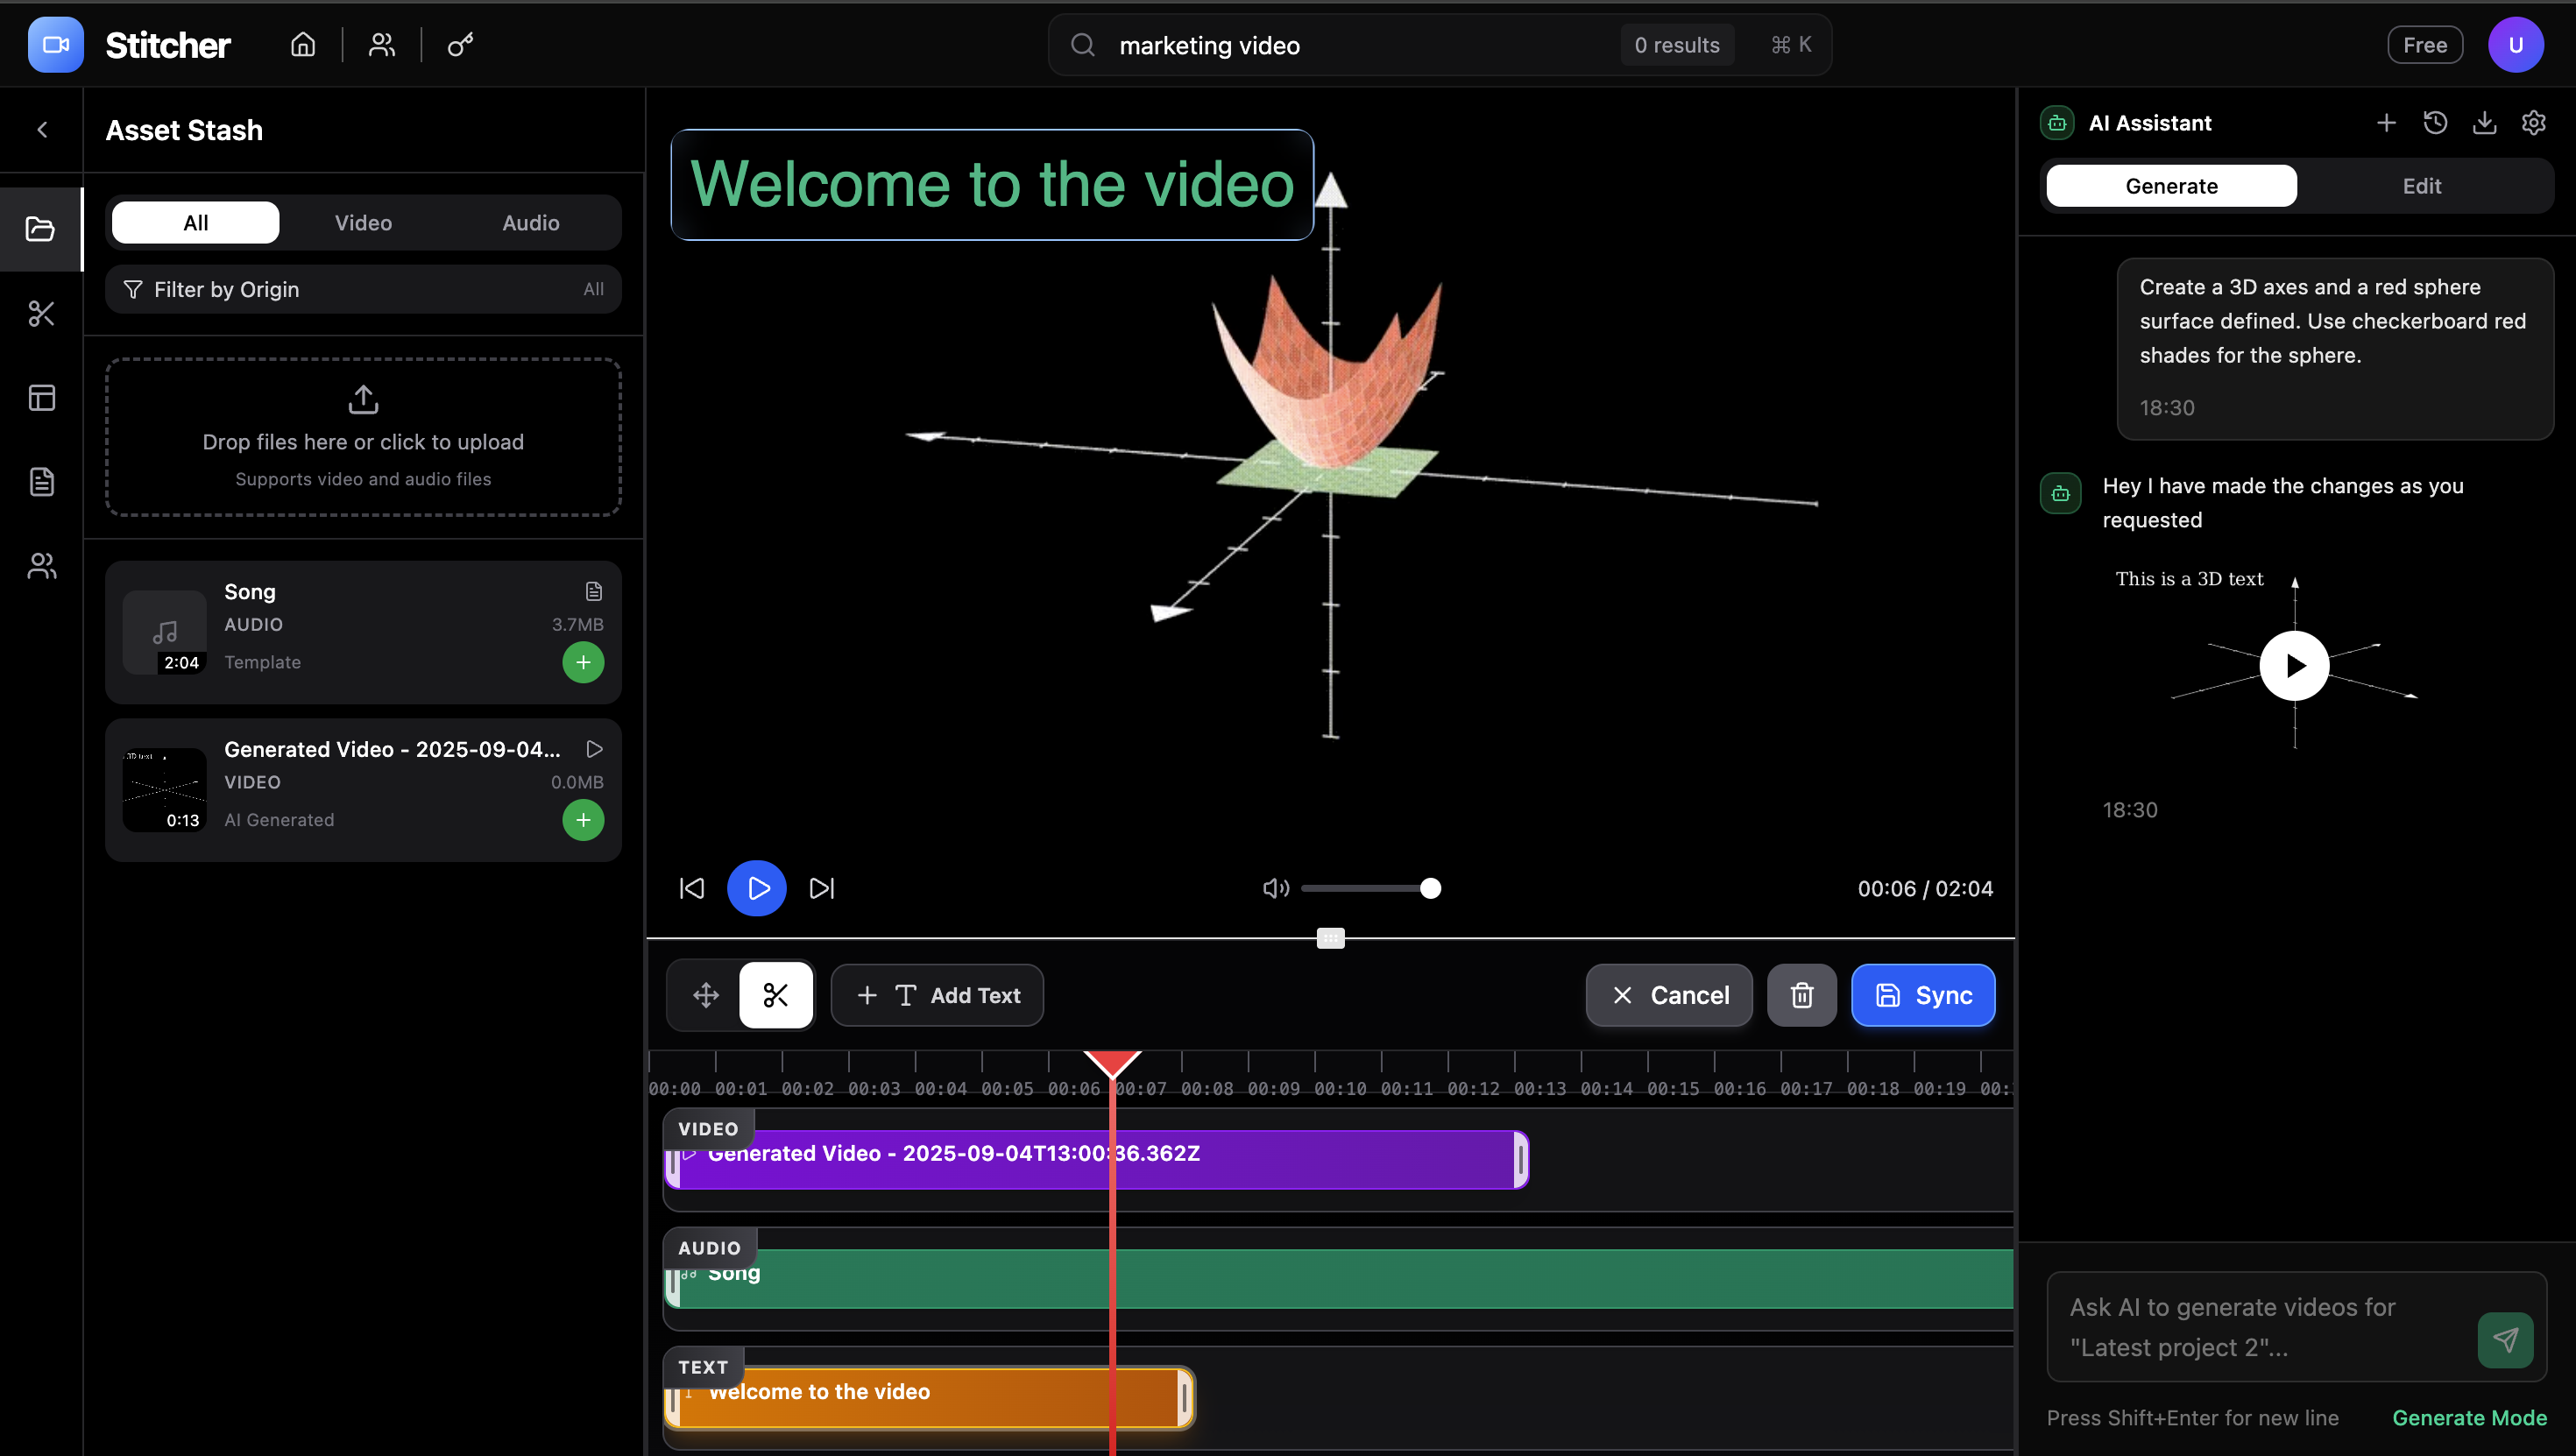 Stitcher
marketing video
0 results
⌘ K
Free
U
Asset Stash
All
Video
Audio
Filter by Origin
All
Drop files here or click to upload
Supports video and audio files
Song
AUDIO
3.7MB
2:04
Template
Generated Video - 2025-09-04...
VIDEO
0.0MB
0:13
AI Generated
Welcome to the video
00:06 / 02:04
Add Text
Cancel
Sync
00:00 00:01 00:02 00:03 00:04 00:05 00:06 00:07 00:08 00:09 00:10 00:11 00:12 00:13 00:14 00:15 00:16 00:17 00:18 00:19
VIDEO
Generated Video - 2025-09-04T13:00:36.362Z
AUDIO
Song
TEXT
Welcome to the video
AI Assistant
Generate
Edit
Create a 3D axes and a red sphere
surface defined. Use checkerboard red
shades for the sphere.
18:30
Hey I have made the changes as you
requested
This is a 3D text
18:30
Ask AI to generate videos for
"Latest project 2"...
Press Shift+Enter for new line
Generate Mode